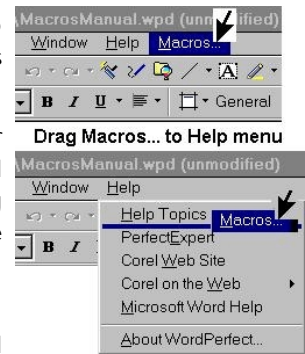 \MacrosManual.wpd (unmodified)
Window Help Macros...
B I U General
Drag Macros... to Help menu
\MacrosManual.wpd (unmodified)
Window Help
B I
Help Topics Macros...
PerfectExpert
Corel Web Site
Corel on the Web
Microsoft Word Help
About WordPerfect...